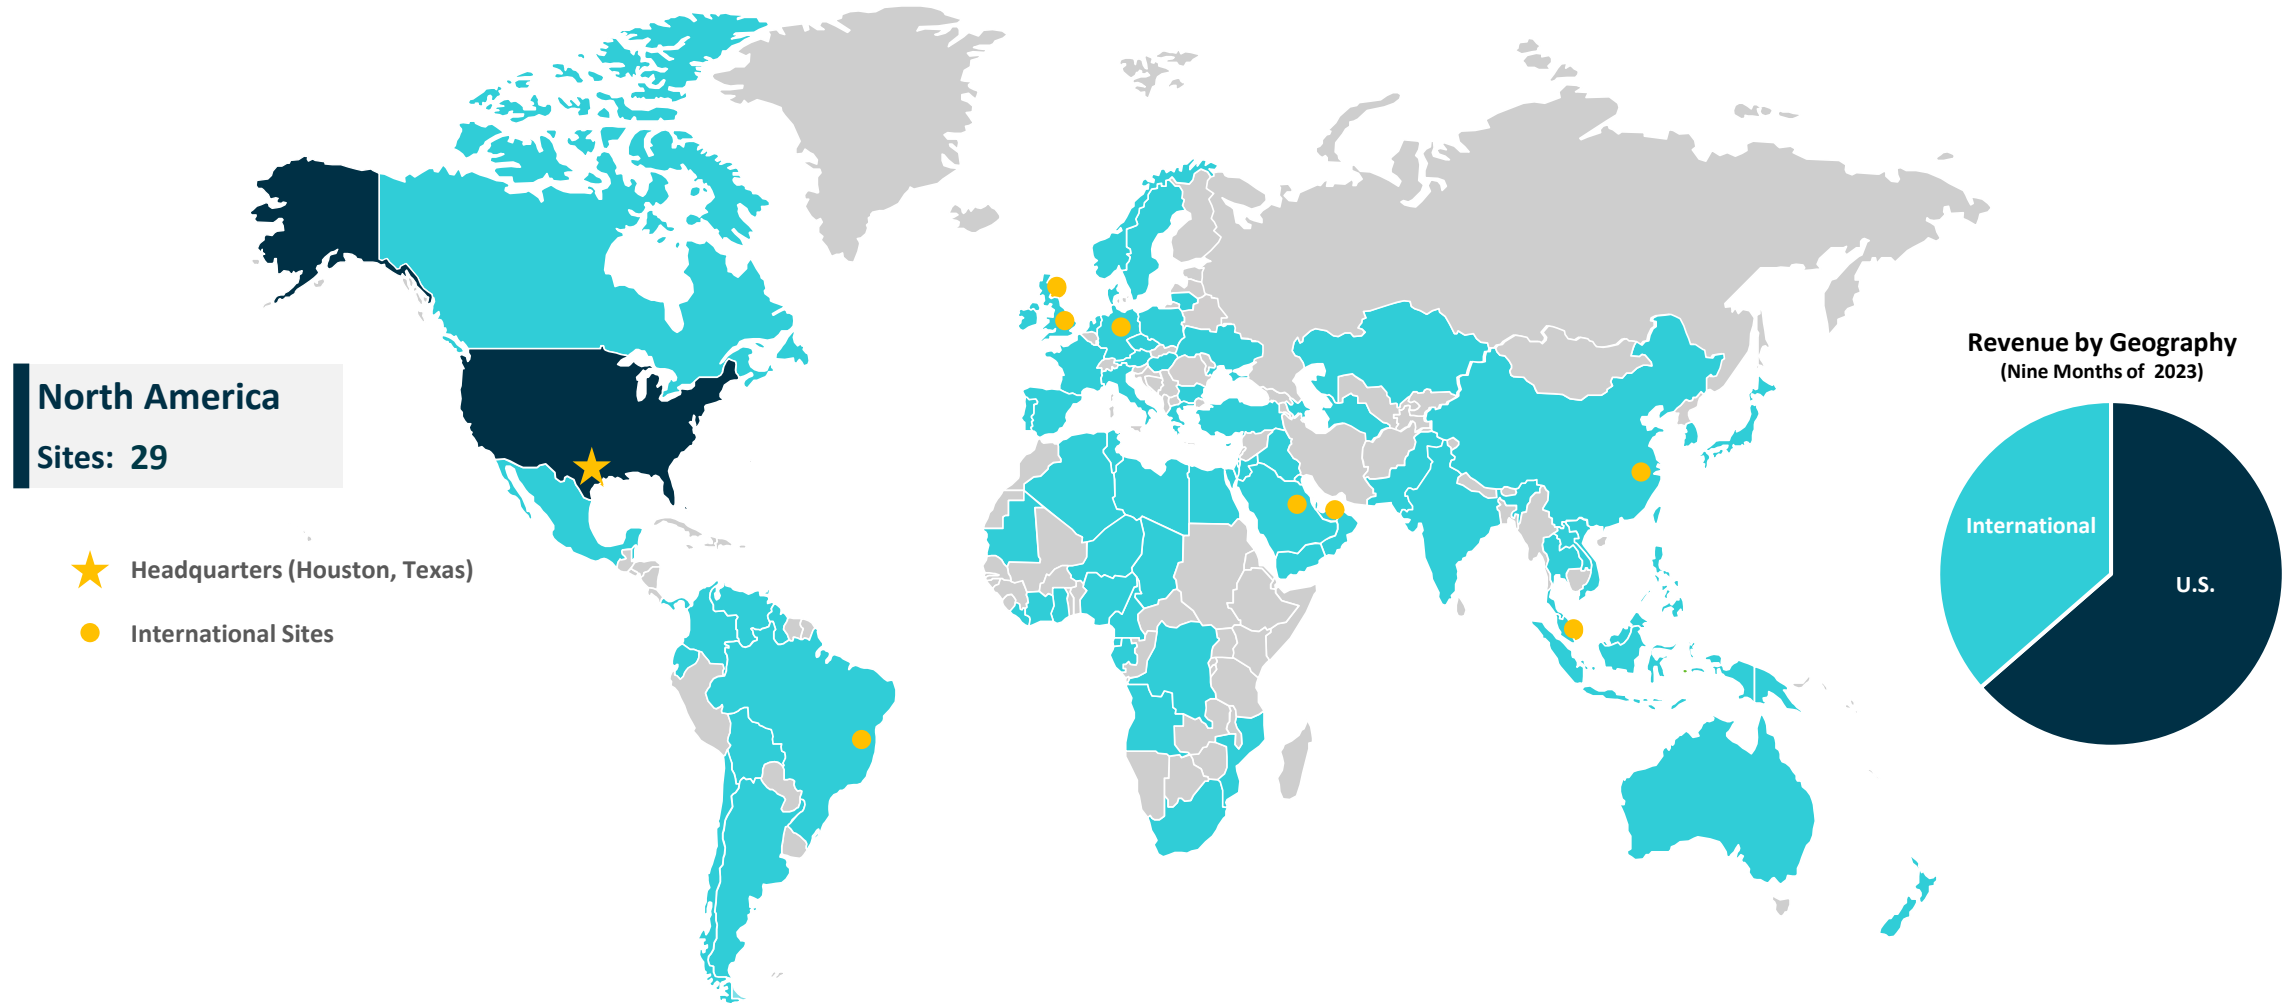 North America
Sites: 29
Headquarters (Houston, Texas)
International Sites
Revenue by Geography
(Nine Months of 2023)
International
U.S.